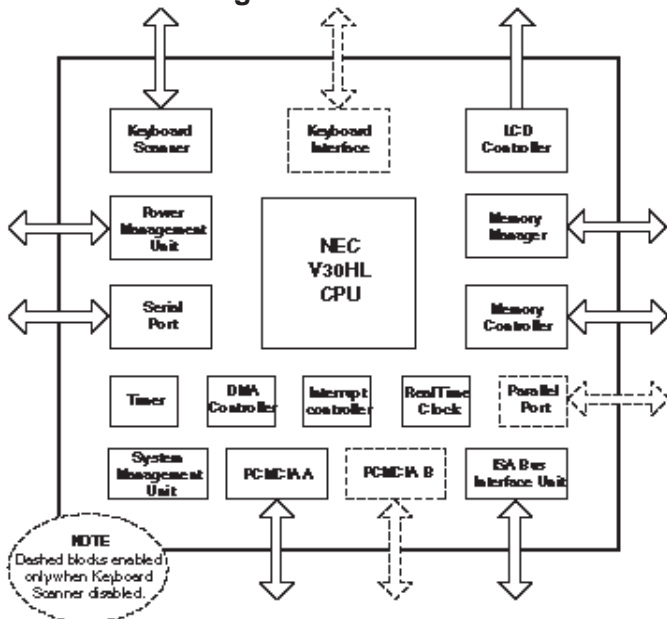 Keyboard
Scanner
Keyboard
Interface
LCD
Controller
Power
Management
Unit
NEC
V30HL
CPU
Memory
Manager
Serial
Port
Memory
Controller
Timer
DMA
Controller
Interrupt
controller
Real Time
Clock
Parallel
Port
System
Management
Unit
PCMCIA A
PCMCIA B
ISA Bus
Interface Unit
NOTE
Dashed blocks enabled
only when Keyboard
Scanner disabled.